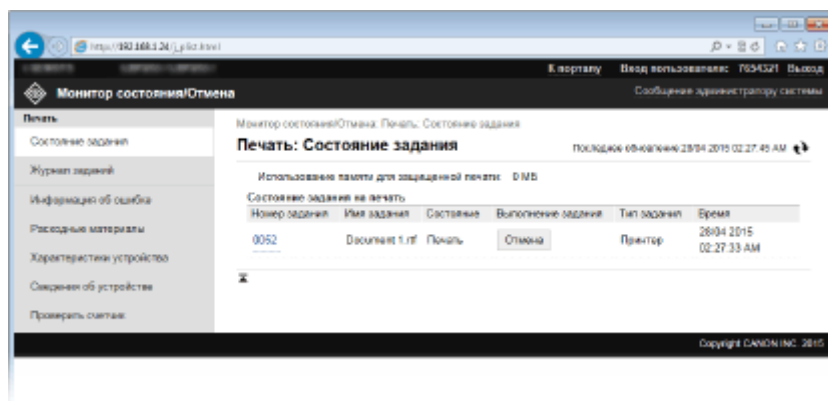 http://192.168.1.24/j_plist.html
К порталу Вход пользователя: 7654321 Выход
Монитор состояния/Отмена
Сообщение администратору системы
Печать
Состояние задания
Журнал заданий
Информация об ошибка
Расходные материалы
Характеристики устройства
Сведения об устройстве
Проверить счетчик
Монитор состояния/Отмена: Печать: Состояние задания
Печать: Состояние задания
Последнее обновление 28/04 2015 02:27:45 AM
Использование памяти для защищенной печати: 0 MB
Состояние задания на печать
Номер задания Имя задания Состояние Выполнение задания Тип задания Время
0052 Document 1.rtf Печать Отмена Принтер 28/04 2015
02:27:33 AM
Copyright CANON INC. 2015